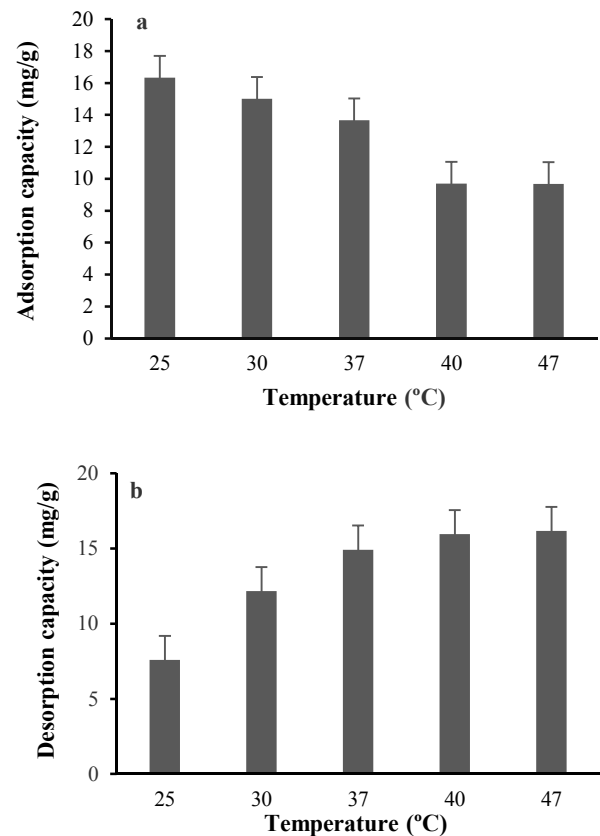 a
Adsorption capacity (mg/g)
20
18
16
14
12
10
8
6
4
2
0
25 30 37 40 47
Temperature (ºC)
b
Desorption capacity (mg/g)
20
15
10
5
0
25 30 37 40 47
Temperature (ºC)